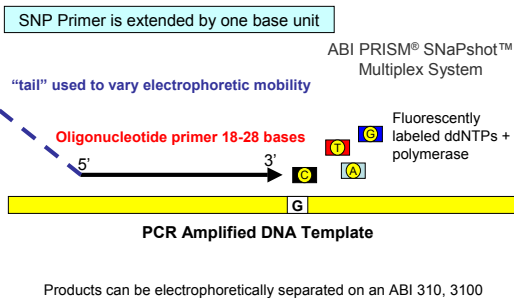 SNP Primer is extended by one base unit
ABI PRISM® SNaPshot™
Multiplex System
“tail” used to vary electrophoretic mobility
Fluorescently
labeled ddNTPs +
polymerase
Oligonucleotide primer 18-28 bases
5’
3’
C
T
G
A
G
PCR Amplified DNA Template
Products can be electrophoretically separated on an ABI 310, 3100